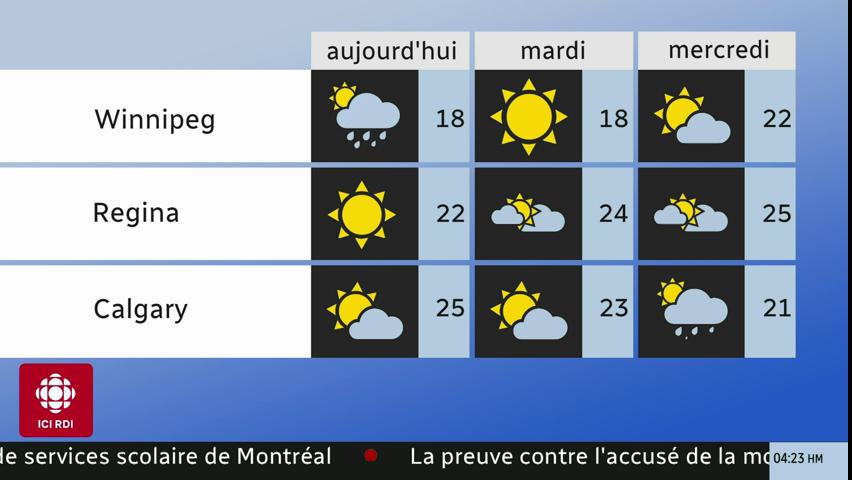 aujourd'hui mardi mercredi
Winnipeg 18 18 22
Regina 22 24 25
Calgary 25 23 21
ICI RDI
de services scolaire de Montréal La preuve contre l'accusé de la
04:23 HM